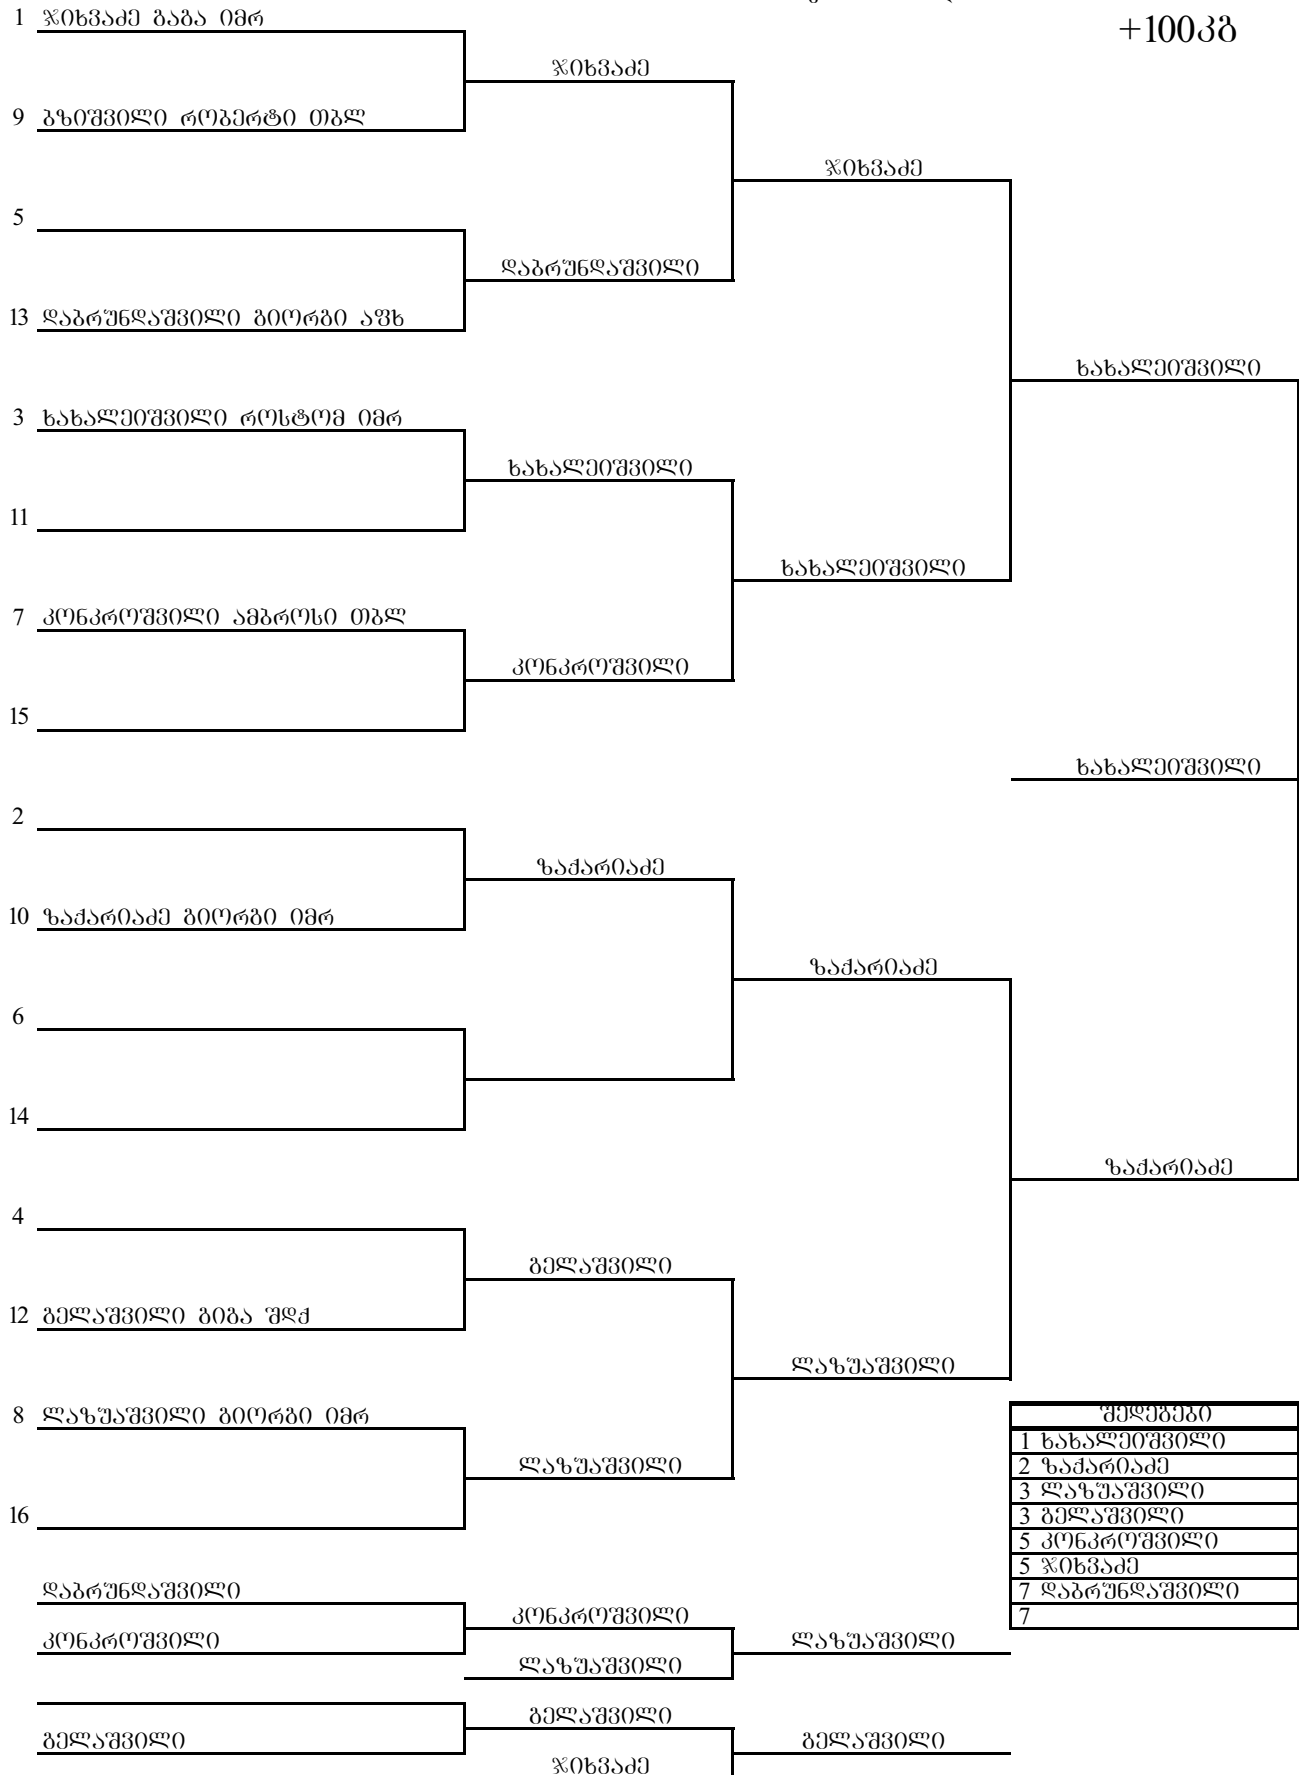 +100კგ
1 ჯიხვაძე გაგა იმრ
ჯიხვაძე
9 ბზიშვილი რობერტი თბლ
ჯიხვაძე
5
დაბრუნდაშვილი
13 დაბრუნდაშვილი გიორგი აფხ
ხახალეიშვილი
3 ხახალეიშვილი როსტომ იმრ
ხახალეიშვილი
11
ხახალეიშვილი
7 კონკროშვილი ამბროსი თბლ
კონკროშვილი
15
ხახალეიშვილი
2
ზაქარიაძე
10 ზაქარიაძე გიორგი იმრ
ზაქარიაძე
6
14
ზაქარიაძე
4
გელაშვილი
12 გელაშვილი გიგა შდქ
ლაზუაშვილი
8 ლაზუაშვილი გიორგი იმრ
ლაზუაშვილი
16
შედეგები
1 ხახალეიშვილი
2 ზაქარიაძე
3 ლაზუაშვილი
3 გელაშვილი
5 კონკროშვილი
5 ჯიხვაძე
7 დაბრუნდაშვილი
7
დაბრუნდაშვილი
კონკროშვილი
კონკროშვილი
ლაზუაშვილი
ლაზუაშვილი
გელაშვილი
გელაშვილი
გელაშვილი
ჯიხვაძე